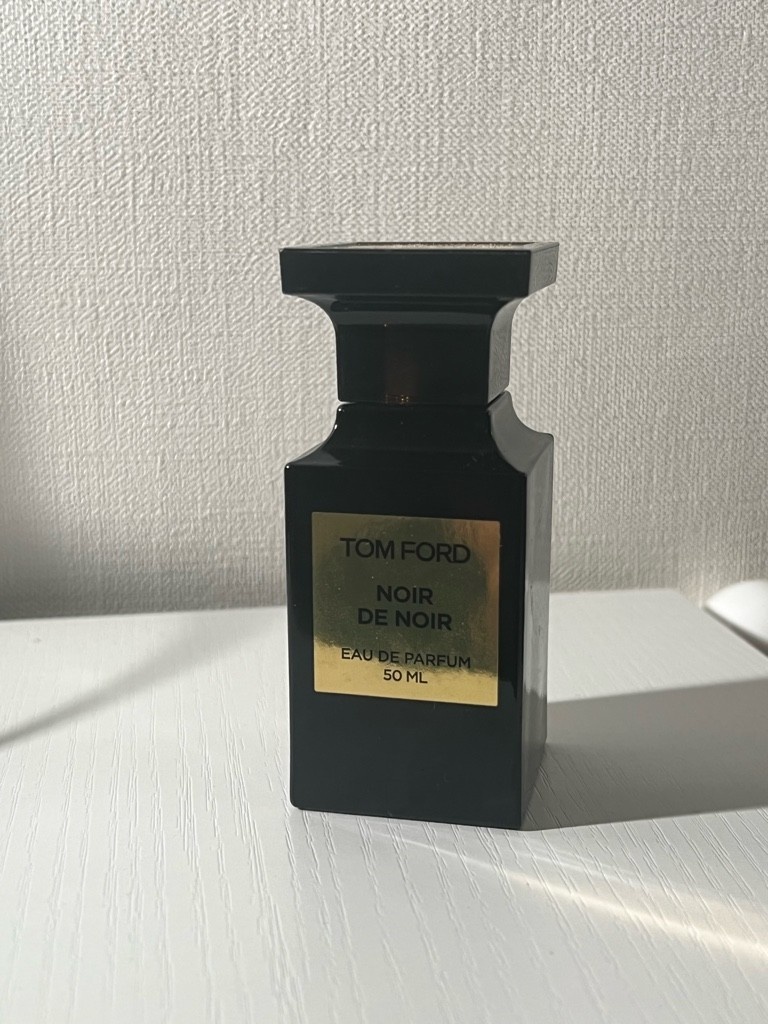 TOM FORD
NOIR
DE NOIR
EAU DE PARFUM
50 ML